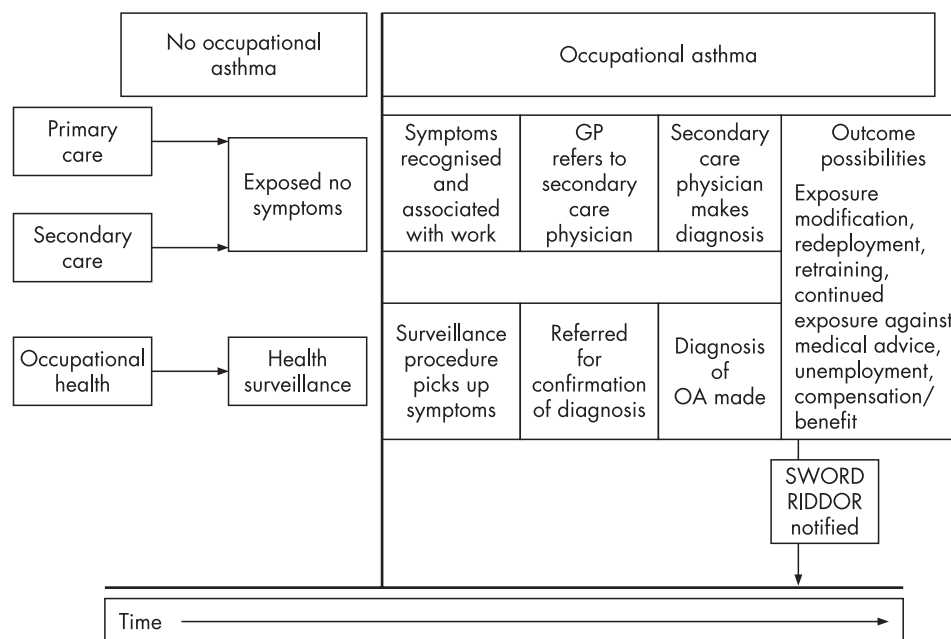 No occupational
asthma
Occupational asthma
Primary
care
Secondary
care
Exposed no
symptoms
Symptoms
recognised
and
associated
with work
GP
refers to
secondary
care
physician
Secondary
care
physician
makes
diagnosis
Outcome
possibilities
Exposure
modification,
redeployment,
retraining,
continued
exposure against
medical advice,
unemployment,
compensation/
benefit
Occupational
health
Health
surveillance
Surveillance
procedure
picks up
symptoms
Referred
for
confirmation
of diagnosis
Diagnosis
of
OA made
SWORD
RIDDOR
notified
Time